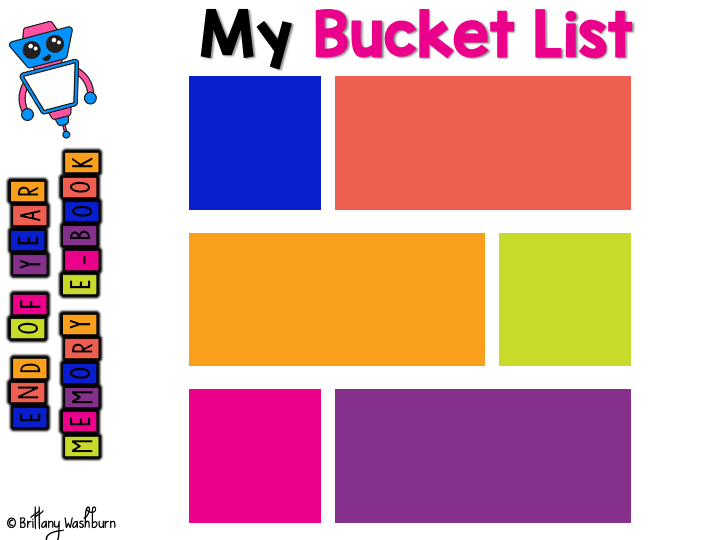 My Bucket List
END OF YEAR
MEMORY E-BOOK
© Brittany Washburn